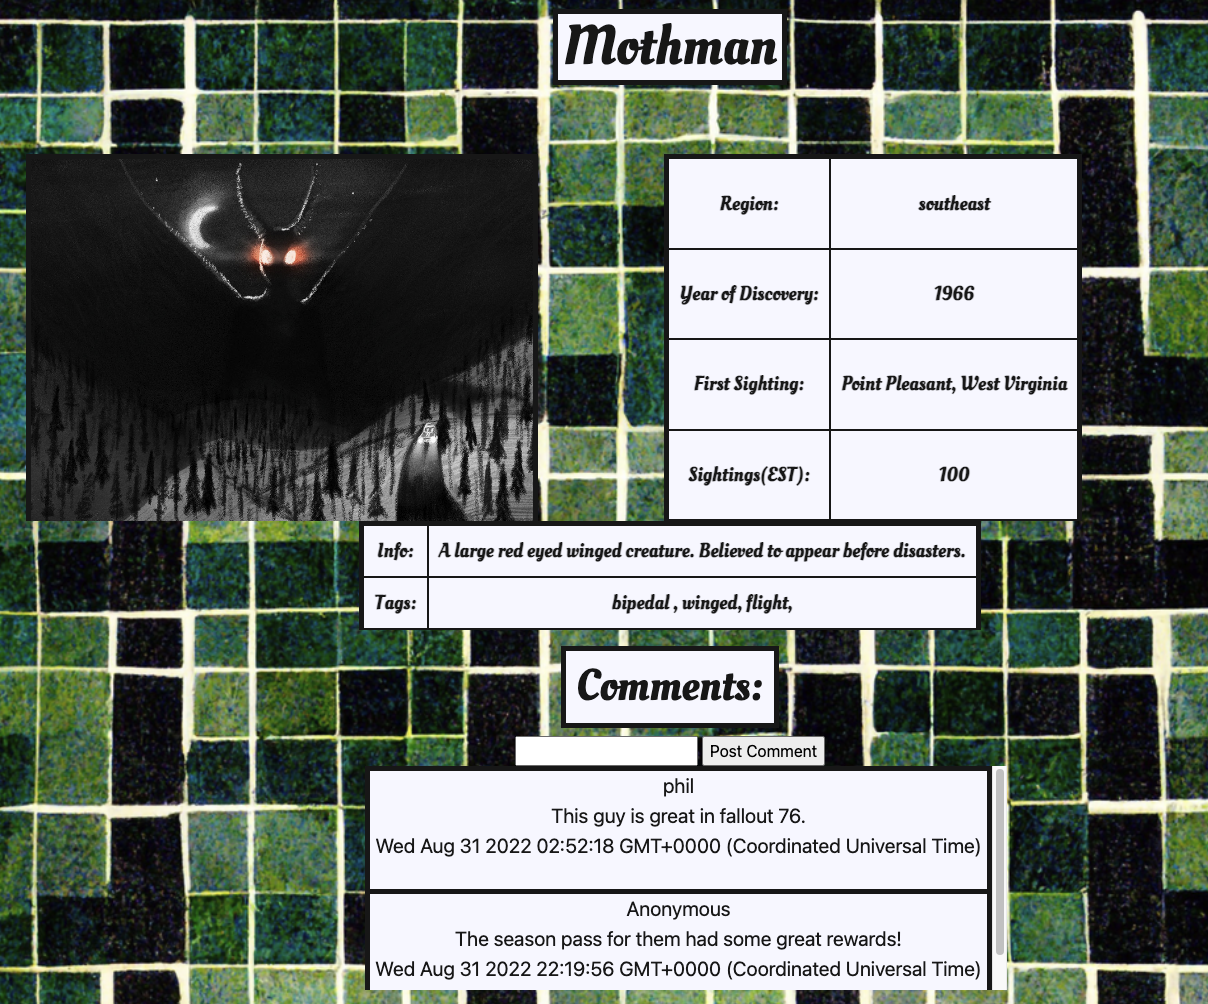 Mothman
Region: southeast
Year of Discovery: 1966
First Sighting: Point Pleasant, West Virginia
Sightings(EST): 100
Info: A large red eyed winged creature. Believed to appear before disasters.
Tags: bipedal , winged, flight,
Comments:
Post Comment
phil
This guy is great in fallout 76.
Wed Aug 31 2022 02:52:18 GMT+0000 (Coordinated Universal Time)
Anonymous
The season pass for them had some great rewards!
Wed Aug 31 2022 22:19:56 GMT+0000 (Coordinated Universal Time)